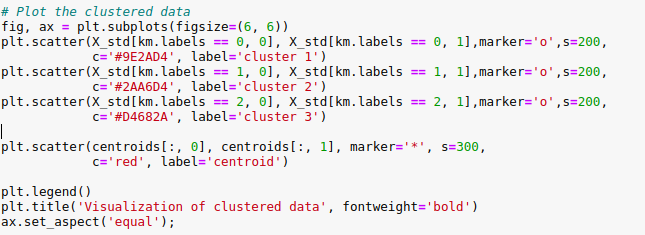 # Plot the clustered data
fig, ax = plt.subplots(figsize=(6, 6))
plt.scatter(X_std[km.labels == 0, 0], X_std[km.labels == 0, 1],marker='o',s=200,
            c='#9E2AD4', label='cluster 1')
plt.scatter(X_std[km.labels == 1, 0], X_std[km.labels == 1, 1],marker='o',s=200,
            c='#2AA6D4', label='cluster 2')
plt.scatter(X_std[km.labels == 2, 0], X_std[km.labels == 2, 1],marker='o',s=200,
            c='#D4682A', label='cluster 3')
plt.scatter(centroids[:, 0], centroids[:, 1], marker='*', s=300,
            c='red', label='centroid')
plt.legend()
plt.title('Visualization of clustered data', fontweight='bold')
ax.set_aspect('equal');